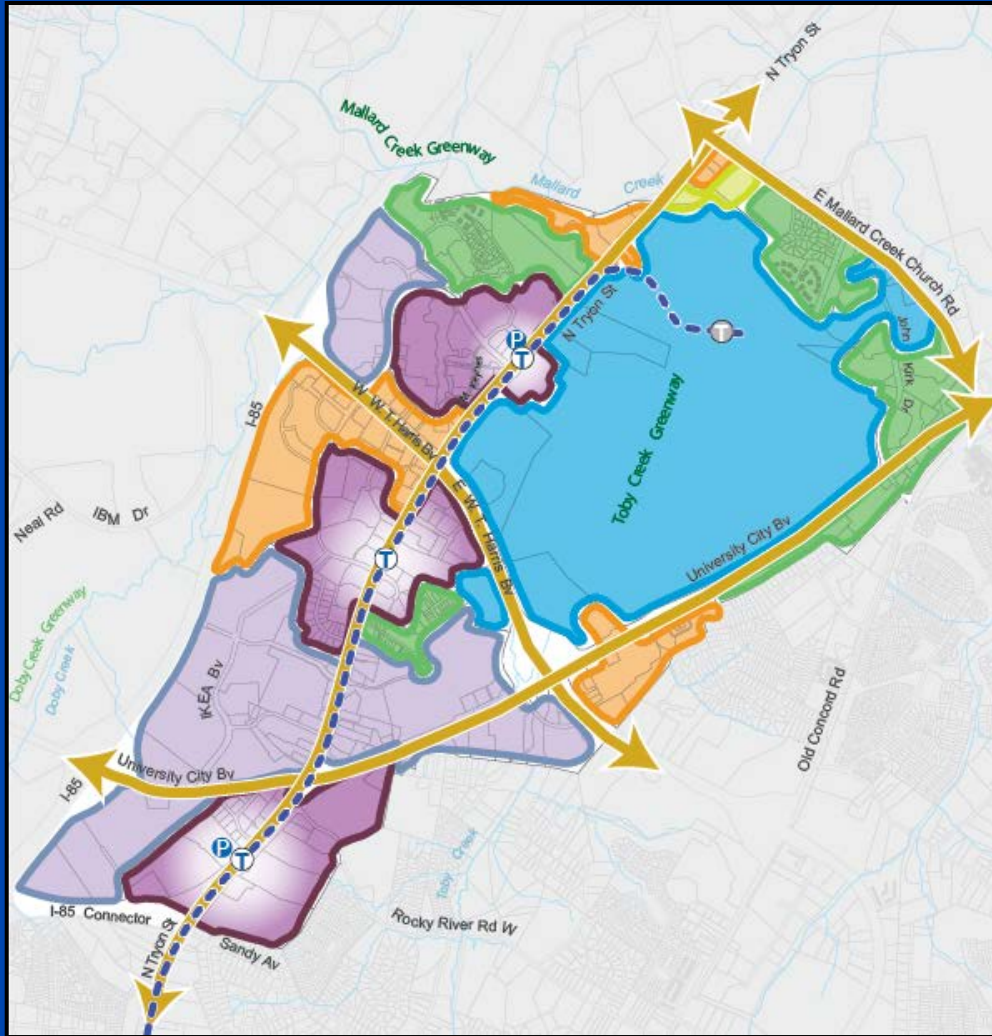 N Tryon St
Mallard Creek Greenway
Mallard Creek
E Mallard Creek Church Rd
P
T
N Tryon St
T
John Kirk Dr
I-85
W W.T. Harris Bv
Toby Creek Greenway
E W. T. Harris Bv
Neal Rd
IBM Dr
T
University City Bv
Doby Creek Greenway
Doby Creek
IKEA Bv
Old Concord Rd
University City Bv
I-85
P
T
Toby Creek
I-85 Connector
Rocky River Rd W
N Tryon St
Sandy Av